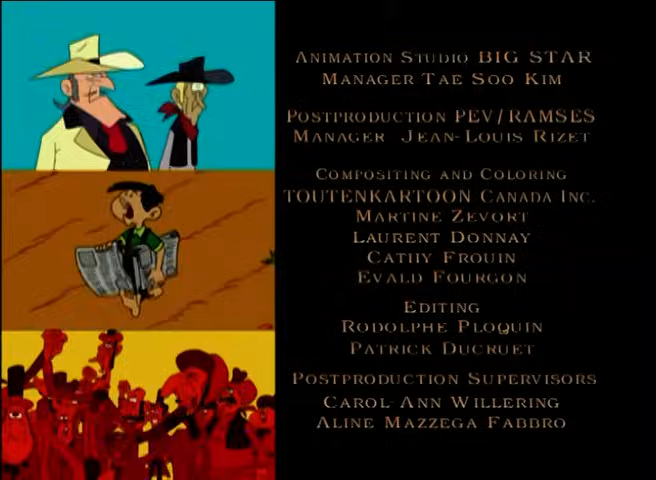 Animation Studio BIG STAR
Manager Tae Soo Kim
Postproduction PEV/RAMSES
Manager Jean-Louis Rizet
Compositing and Coloring
TOUTENKARTOON Canada Inc.
Martine Zevort
Laurent Donnay
Cathy Frouin
Evald Fourgon
Editing
Rodolphe Ploquin
Patrick Ducruet
Postproduction Supervisors
Carol-Ann Willering
Aline Mazzega Fabbro